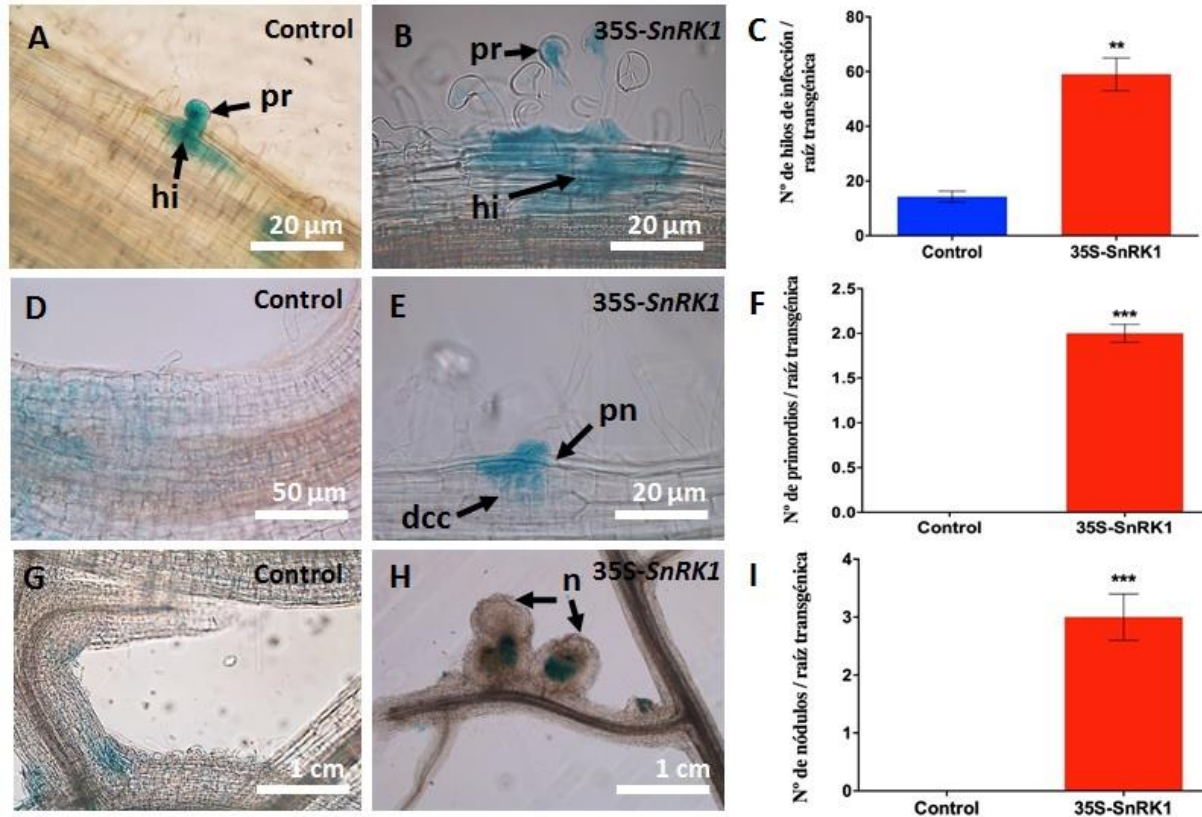 A
Control
pr
hi
20 µm
B
35S-SnRK1
pr
hi
20 µm
C
Nº de hilos de infección /
raíz transgénica
80
60
40
20
0
**
Control
35S-SnRK1
D
Control
50 µm
E
35S-SnRK1
pn
dcc
20 µm
F
Nº de primordios / raíz transgénica
2.5
2.0
1.5
1.0
0.5
0.0
***
Control
35S-SnRK1
G
Control
1 cm
H
35S-SnRK1
n
1 cm
I
Nº de nódulos / raíz transgénica
4
3
2
1
0
***
Control
35S-SnRK1